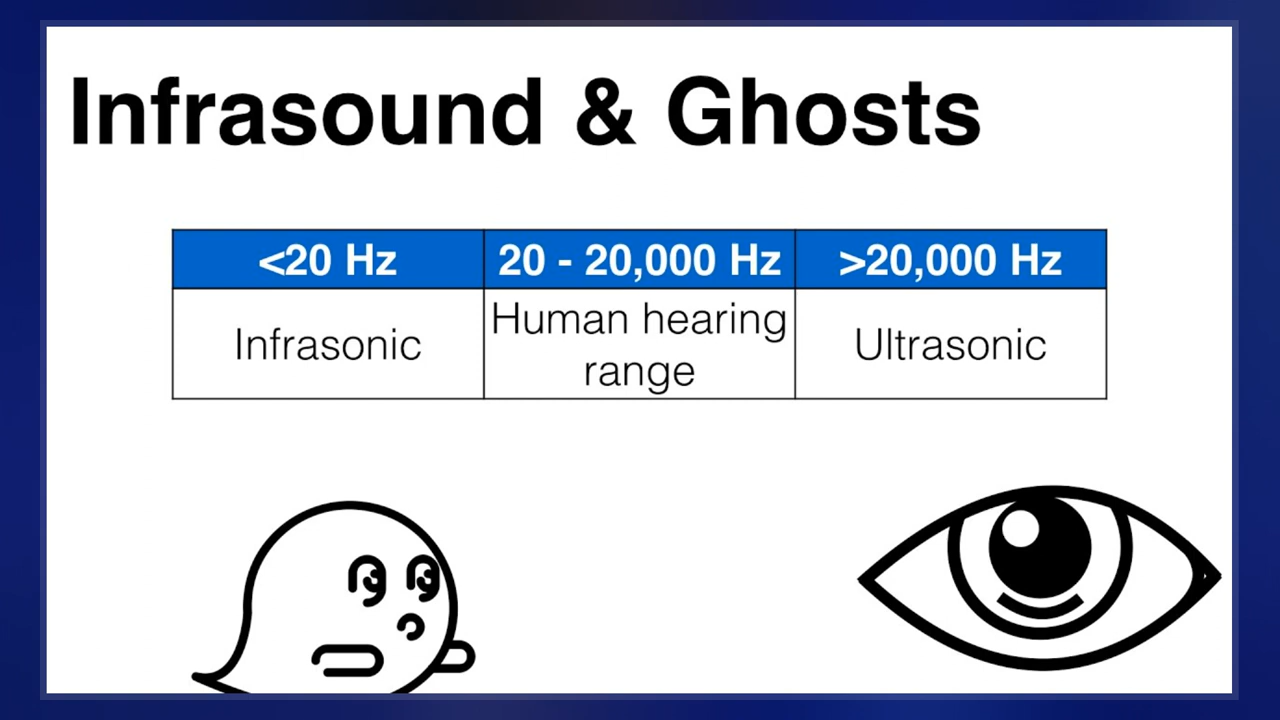 Infrasound & Ghosts
<20 Hz
20 - 20,000 Hz
>20,000 Hz
Infrasonic
Human hearing
range
Ultrasonic